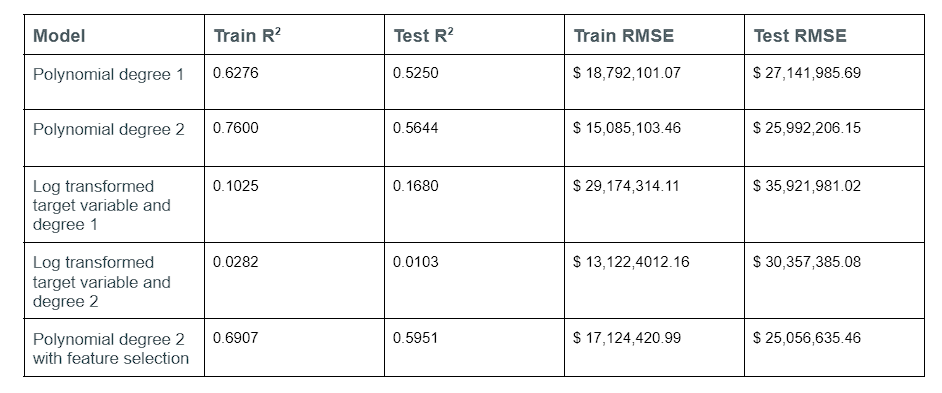 Model Train R² Test R² Train RMSE Test RMSE
Polynomial degree 1 0.6276 0.5250 $ 18,792,101.07 $ 27,141,985.69
Polynomial degree 2 0.7600 0.5644 $ 15,085,103.46 $ 25,992,206.15
Log transformed 0.1025 0.1680 $ 29,174,314.11 $ 35,921,981.02
target variable and
degree 1
Log transformed 0.0282 0.0103 $ 13,122,4012.16 $ 30,357,385.08
target variable and
degree 2
Polynomial degree 2 0.6907 0.5951 $ 17,124,420.99 $ 25,056,635.46
with feature selection